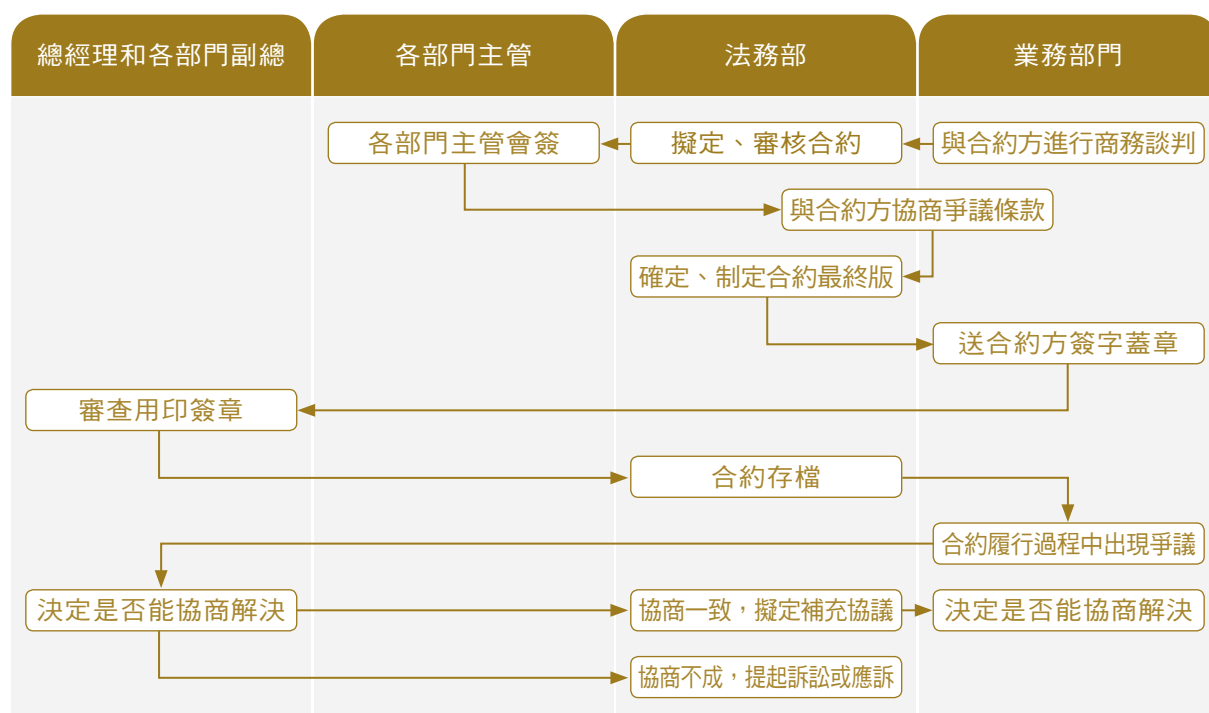 總經理和各部門副總
各部門主管
法務部
業務部門
各部門主管會簽
擬定、審核合約
與合約方進行商務談判
與合約方協商爭議條款
確定、制定合約最終版
送合約方簽字蓋章
審查用印簽章
合約存檔
合約履行過程中出現爭議
決定是否能協商解決
協商一致，擬定補充協議
決定是否能協商解決
協商不成，提起訴訟或應訴